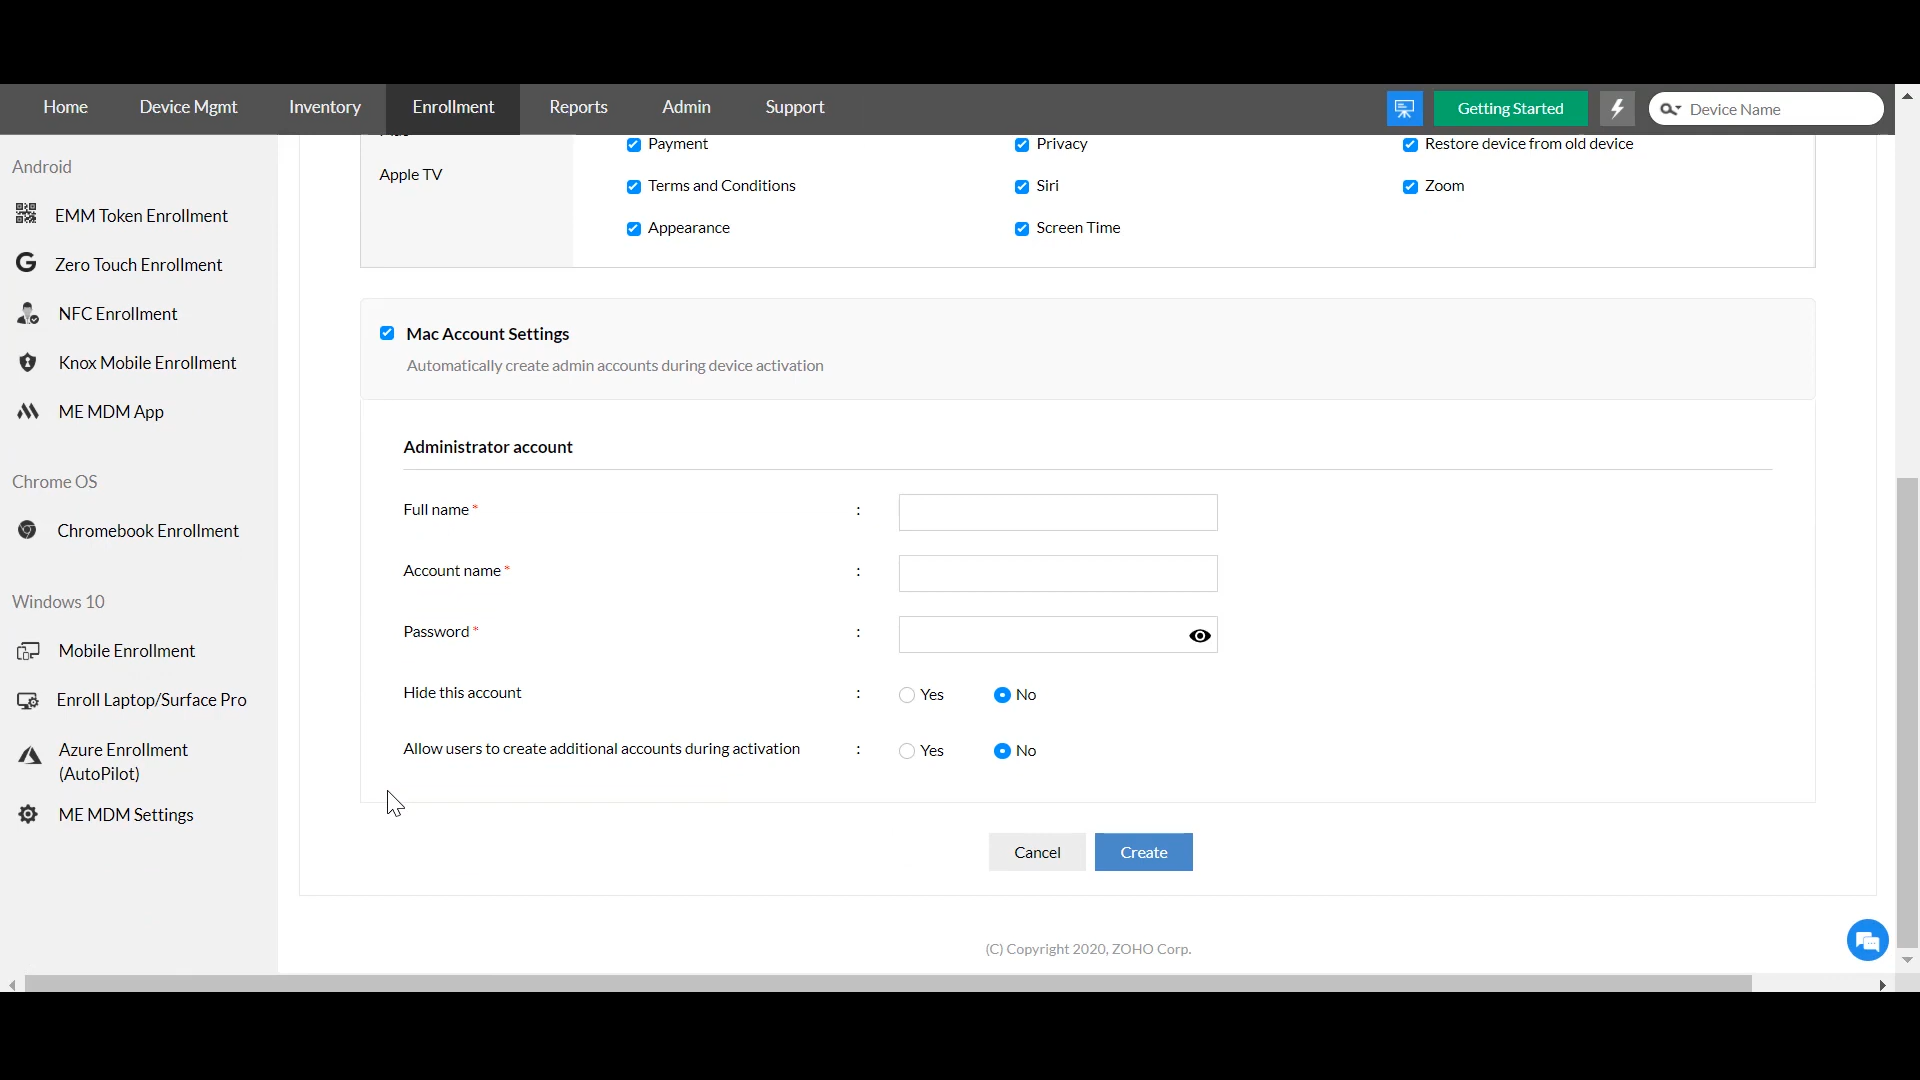 Home Device Mgmt Inventory Enrollment Reports Admin Support Getting Started Device Name
Android
EMM Token Enrollment
Zero Touch Enrollment
NFC Enrollment
Knox Mobile Enrollment
ME MDM App
Chrome OS
Chromebook Enrollment
Windows 10
Mobile Enrollment
Enroll Laptop/Surface Pro
Azure Enrollment
(AutoPilot)
ME MDM Settings
Apple TV
Payment Privacy Restore device from old device
Terms and Conditions Siri Zoom
Appearance Screen Time
Mac Account Settings
Automatically create admin accounts during device activation
Administrator account
Full name * :
Account name * :
Password * :
Hide this account : Yes No
Allow users to create additional accounts during activation : Yes No
Cancel Create
(C) Copyright 2020, ZOHO Corp.